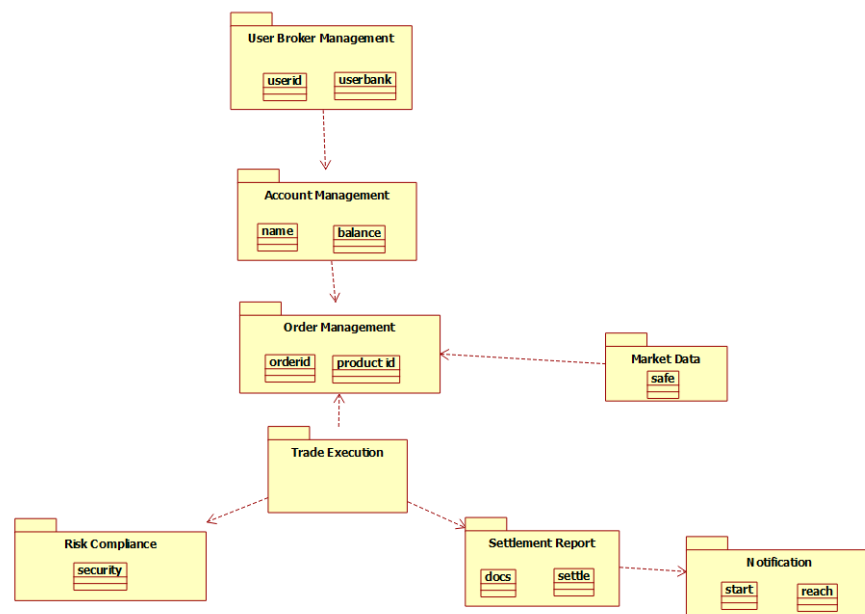 User Broker Management
userid
userbank
Account Management
name
balance
Order Management
orderid
product id
Market Data
safe
Trade Execution
Risk Compliance
security
Settlement Report
docs
settle
Notification
start
reach